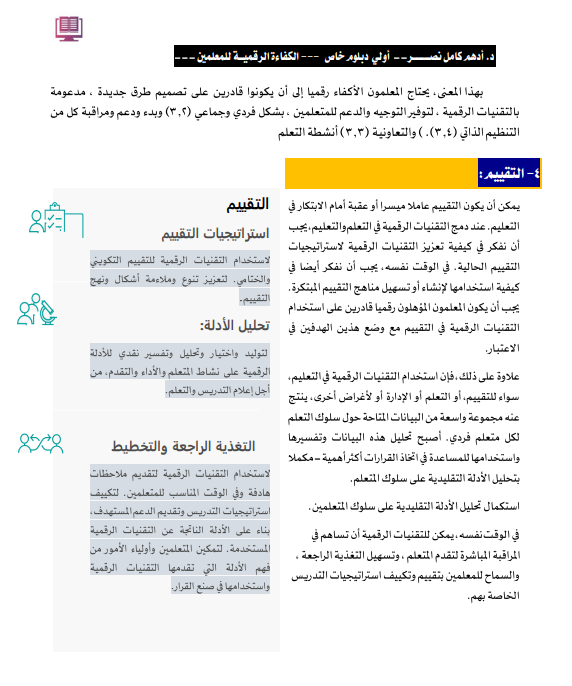 د. أدهم كامل نصـــــر-- أولي دبلوم خاص --- الكفاءة الرقميـة للمعلمين ---
بهذا المعنى، يحتاج المعلمون الأكفاء رقميا إلى أن يكونوا قادرين على تصميم طرق جديدة ، مدعومة
بالتقنيات الرقمية ، لتوفير التوجيه والدعم للمتعلمين ، بشكل فردي وجماعي (٣,٢) وبدء ودعم ومراقبة كل من
التنظيم الذاتي (٣,٤). ) والتعاونية (٣,٣) أنشطة التعلم
٤- التقييم:
يمكن أن يكون التقييم عاملا ميسرا أو عقبة أمام الابتكار في
التعليم. عند دمج التقنيات الرقمية في التعلم والتعليم، يجب
أن نفكر في كيفية تعزيز التقنيات الرقمية لاستراتيجيات
التقييم الحالية. في الوقت نفسه، يجب أن نفكر أيضا في
كيفية استخدامها لإنشاء أو تسهيل مناهج التقييم المبتكرة.
يجب أن يكون المعلمون المؤهلون رقميا قادرين على استخدام
التقنيات الرقمية في التقييم مع وضع هذين الهدفين في
الاعتبار.
علاوة على ذلك، فإن استخدام التقنيات الرقمية في التعليم،
سواء للتقييم، أو التعلم أو الإدارة أو لأغراض أخرى، ينتج
عنه مجموعة واسعة من البيانات المتاحة حول سلوك التعلم
لكل متعلم فردي. أصبح تحليل هذه البيانات وتفسيرها
واستخدامها للمساعدة في اتخاذ القرارات أكثر أهمية – مكملا
بتحليل الأدلة التقليدية على سلوك المتعلم.
استكمال تحليل الأدلة التقليدية على سلوك المتعلمين.
في الوقت نفسه، يمكن للتقنيات الرقمية أن تساهم في
المراقبة المباشرة لتقدم المتعلم ، وتسهيل التغذية الراجعة ،
والسماح للمعلمين بتقييم وتكييف استراتيجيات التدريس
الخاصة بهم.
التقييم
استراتيجيات التقييم
لاستخدام التقنيات الرقمية للتقييم التكويني
والختامي. لتعزيز تنوع وملاءمة أشكال ونهج
التقييم.
تحليل الأدلة:
لتوليد واختيار وتحليل وتفسير نقدي للأدلة
الرقمية على نشاط المتعلم والأداء والتقدم، من
أجل إعلام التدريس والتعلم.
التغذية الراجعة والتخطيط
لاستخدام التقنيات الرقمية لتقديم ملاحظات
هادفة وفي الوقت المناسب للمتعلمين. لتكييف
استراتيجيات التدريس وتقديم الدعم المستهدف،
بناء على الأدلة الناتجة عن التقنيات الرقمية
المستخدمة. لتمكين المتعلمين وأولياء الأمور من
فهم الأدلة التي تقدمها التقنيات الرقمية
واستخدامها في صنع القرار.